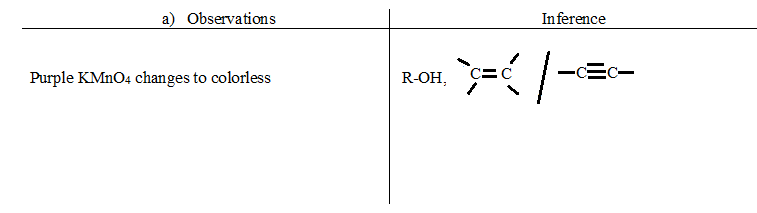 a) Observations Inference
Purple KMnO4 changes to colorless R-OH, C=C / -C≡C-